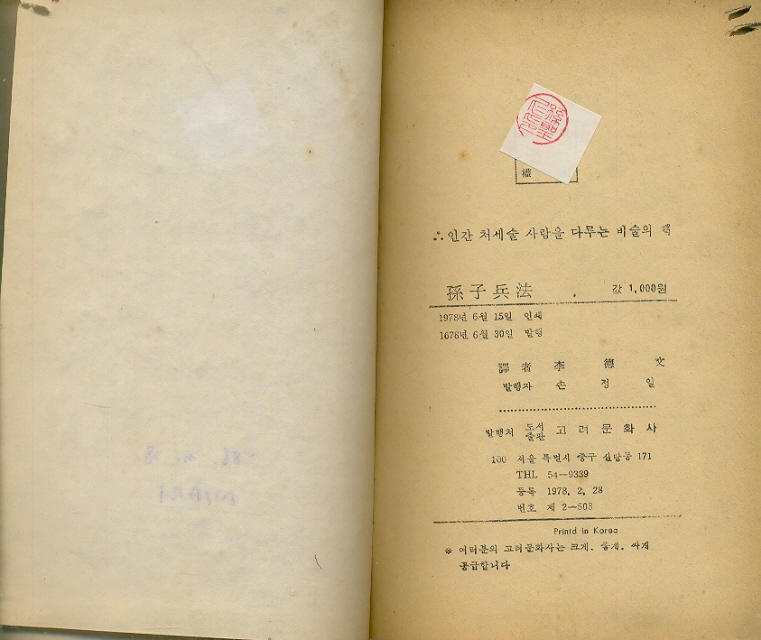 檢
∴인간 처세술 사람을 다루는 비술의 책
孫子兵法 값 1,000원
1978년 6월 15일 인쇄
1678년 6월 30일 발행
譯者 李德文
발행자 손정일
발행처 도서출판 고려문화사
100 서울 특별시 중구 신당동 171
THL 54—9339
등록 1978. 2. 28
번호 제 2—508
Printd in Korea
※ 여러분의 고려문화사는 크게. 좋게. 싸게
공급합니다